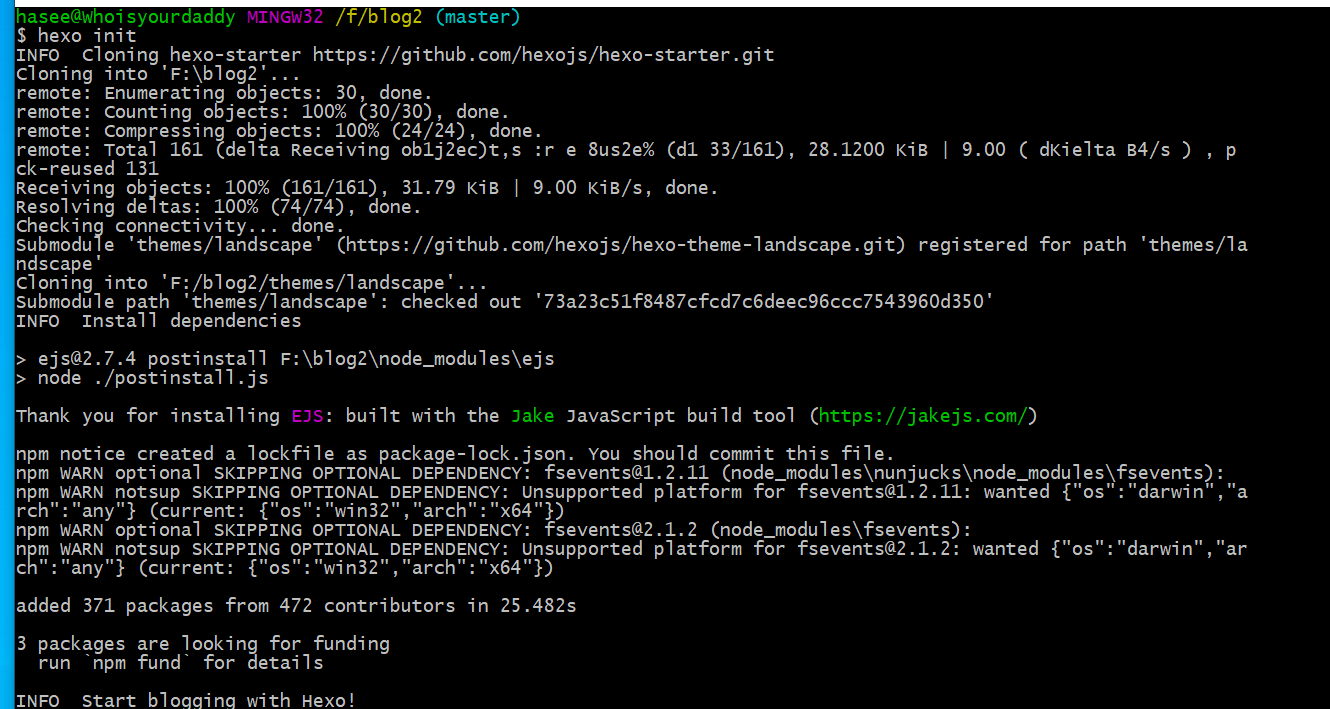 hasee@whoisyourdaddy MINGW32 /f/blog2 (master)
$ hexo init
INFO  Cloning hexo-starter https://github.com/hexojs/hexo-starter.git
Cloning into 'F:\blog2'...
remote: Enumerating objects: 30, done.
remote: Counting objects: 100% (30/30), done.
remote: Compressing objects: 100% (24/24), done.
remote: Total 161 (delta Receiving ob1j2ec)t,s :r e 8us2e% (d1 33/161), 28.1200 KiB | 9.00 ( dKielta B4/s ) , p
ck-reused 131
Receiving objects: 100% (161/161), 31.79 KiB | 9.00 KiB/s, done.
Resolving deltas: 100% (74/74), done.
Checking connectivity... done.
Submodule 'themes/landscape' (https://github.com/hexojs/hexo-theme-landscape.git) registered for path 'themes/la
ndscape'
Cloning into 'F:/blog2/themes/landscape'...
Submodule path 'themes/landscape': checked out '73a23c51f8487cfcd7c6deec96ccc7543960d350'
INFO  Install dependencies
> ejs@2.7.4 postinstall F:\blog2\node_modules\ejs
> node ./postinstall.js
Thank you for installing EJS: built with the Jake JavaScript build tool (https://jakejs.com/)
npm notice created a lockfile as package-lock.json. You should commit this file.
npm WARN optional SKIPPING OPTIONAL DEPENDENCY: fsevents@1.2.11 (node_modules\nunjucks\node_modules\fsevents):
npm WARN notsup SKIPPING OPTIONAL DEPENDENCY: Unsupported platform for fsevents@1.2.11: wanted {"os":"darwin","a
rch":"any"} (current: {"os":"win32","arch":"x64"})
npm WARN optional SKIPPING OPTIONAL DEPENDENCY: fsevents@2.1.2 (node_modules\fsevents):
npm WARN notsup SKIPPING OPTIONAL DEPENDENCY: Unsupported platform for fsevents@2.1.2: wanted {"os":"darwin","ar
ch":"any"} (current: {"os":"win32","arch":"x64"})
added 371 packages from 472 contributors in 25.482s
3 packages are looking for funding
  run `npm fund` for details
INFO  Start blogging with Hexo!